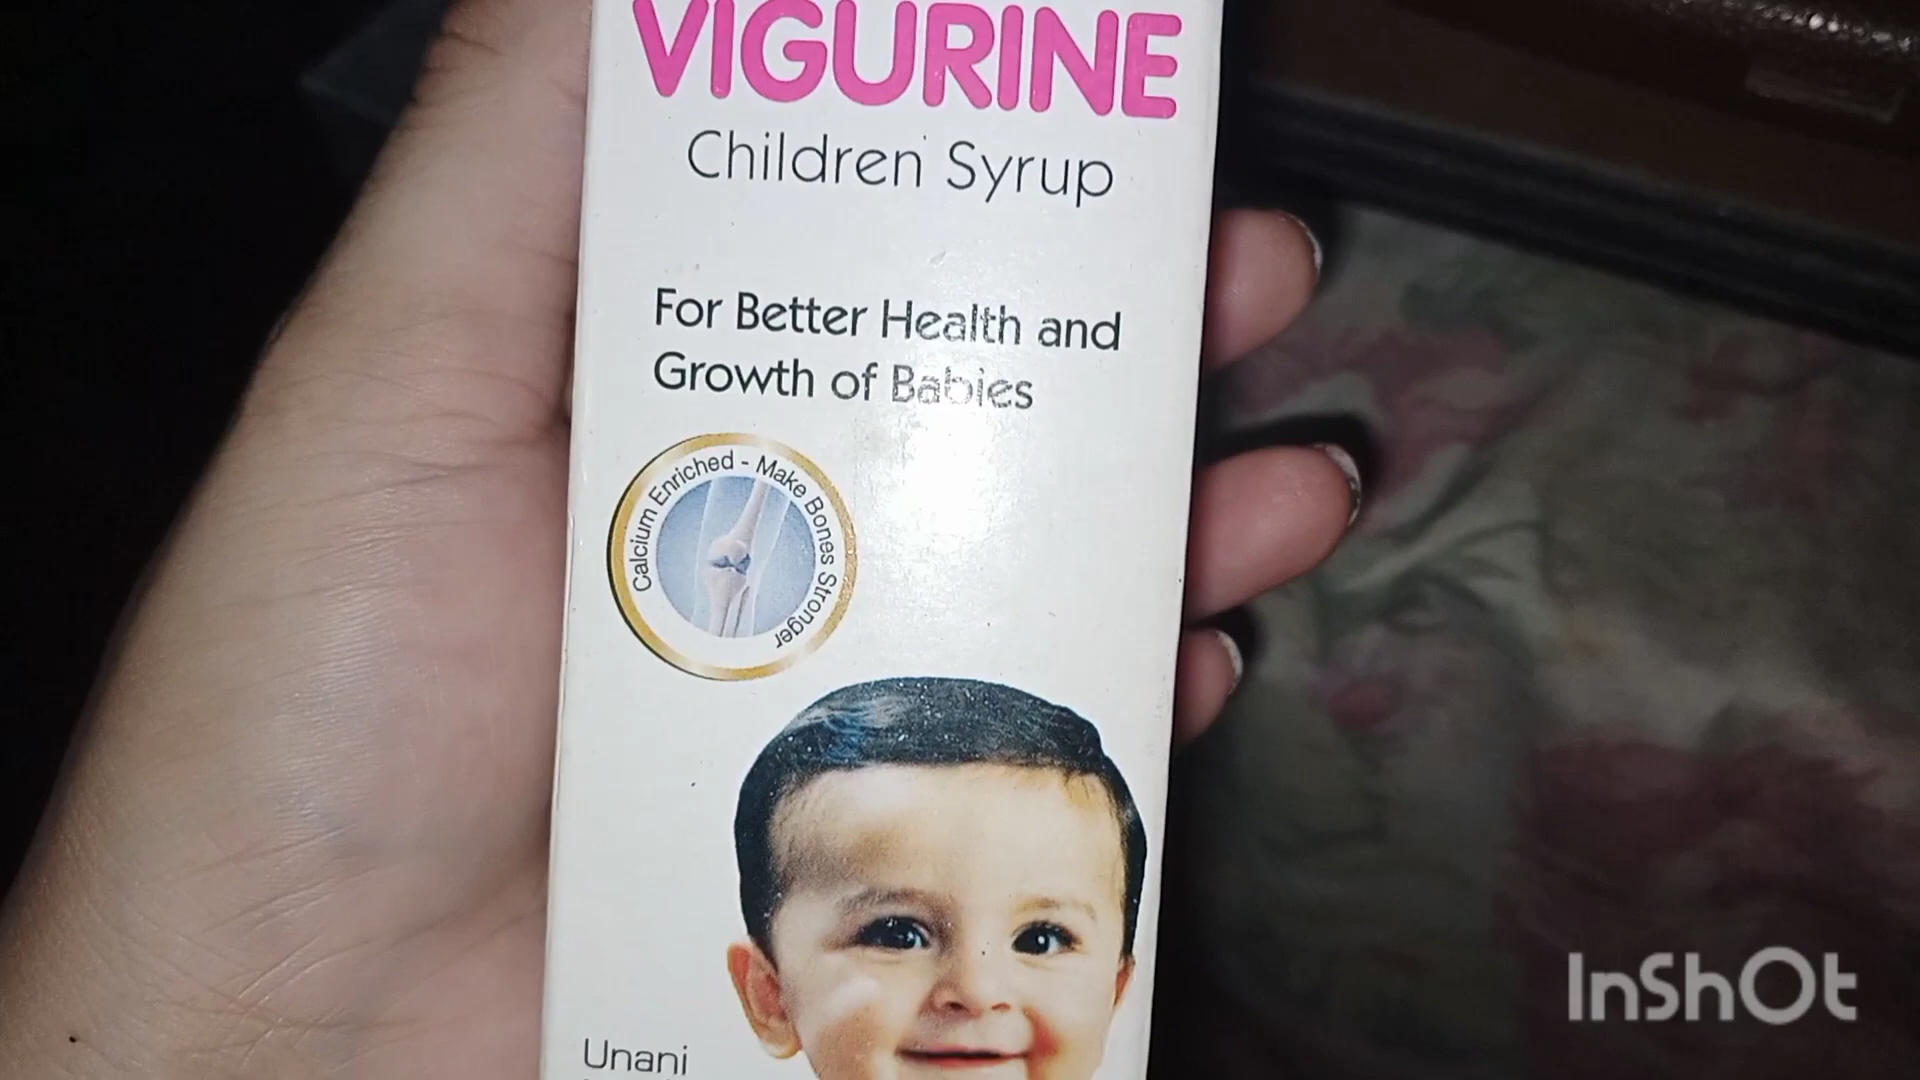 VIGURINE
Children Syrup
For Better Health and
Growth of Babies
Calcium Enriched - Make Bones Stronger
Unani
InShOt